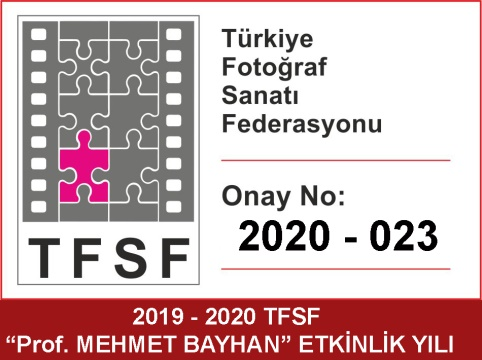 Türkiye
Fotoğraf
Sanatı
Federasyonu
Onay No:
2020 - 023
TFSF
2019 - 2020 TFSF
“Prof. MEHMET BAYHAN” ETKİNLİK YILI